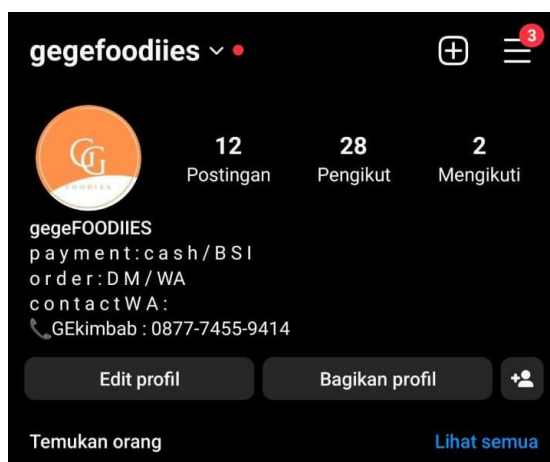 gegefoodiies
3
GG
FOODIES
12 28 2
Postingan Pengikut Mengikuti
gegeFOODIIES
payment:cash/BSI
order:DM/WA
contactWA:
📞GEkimbab : 0877-7455-9414
Edit profil Bagikan profil
Temukan orang Lihat semua